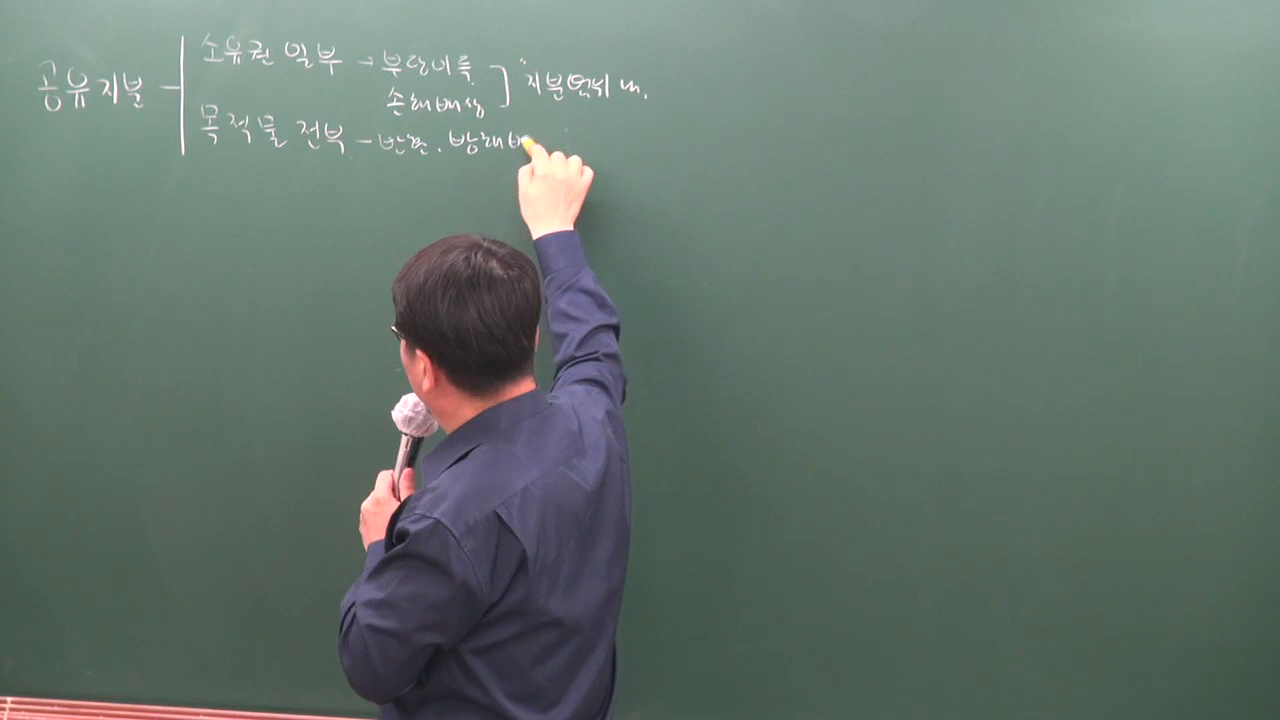 공유지분
소유권 일부 → 부당이득
손해배상
"지분범위 내.
목적물 전부 - 반환. 방해배